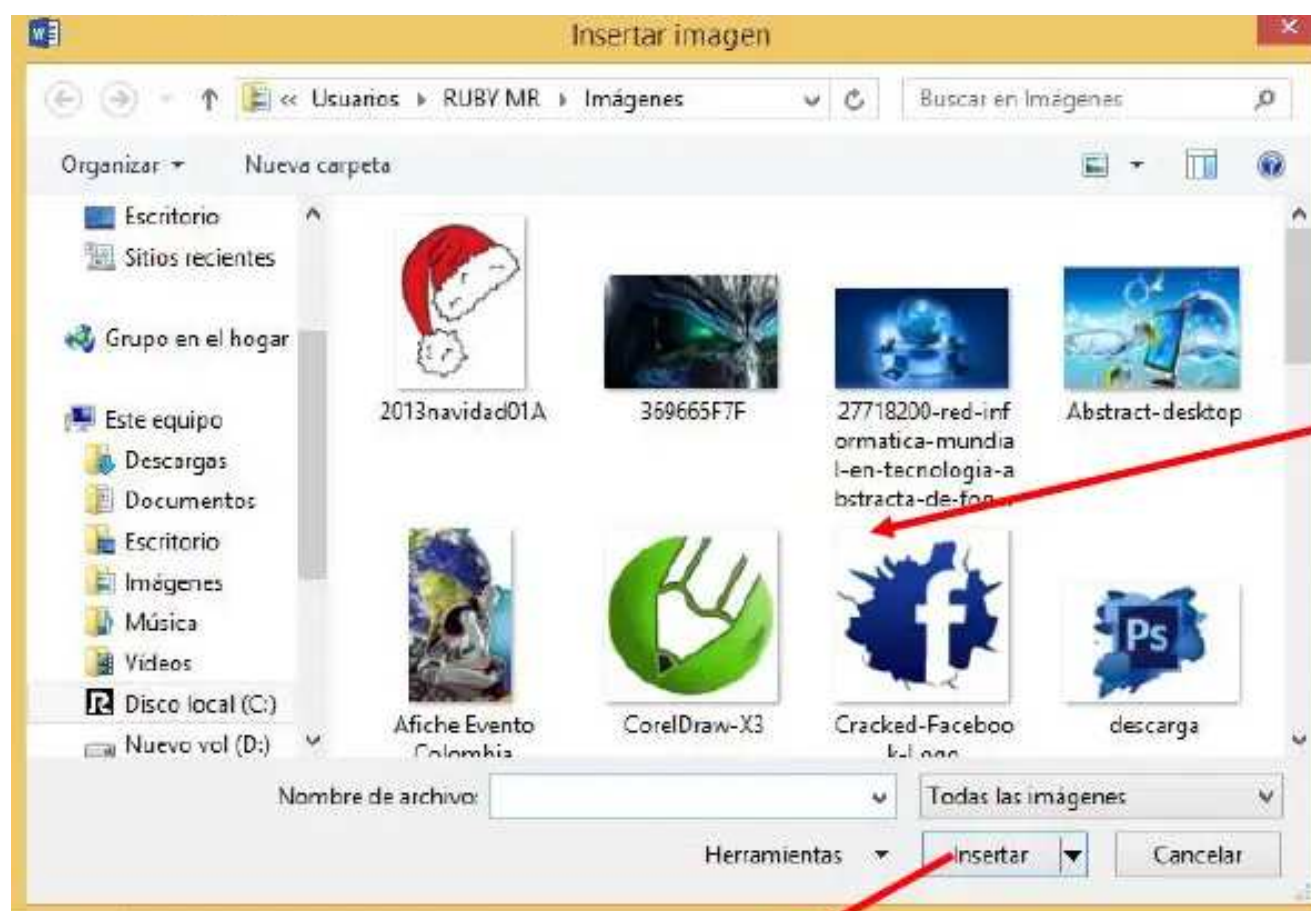 Insertar imagen
« Usuarios ▸ RUBY MR ▸ Imágenes
Buscar en Imágenes
Organizar
Nueva carpeta
Escritorio
Sitios recientes
Grupo en el hogar
Este equipo
Descargas
Documentos
Escritorio
Imágenes
Música
Vídeos
Disco local (C:)
Nuevo vol (D:)
2013navidad01A
369665F7F
27718200-red-inf
ormatica-mundia
l-en-tecnologia-a
bstracta-de-fon...
Abstract-desktop
f
Ps
Afiche Evento
Colombia
CorelDraw-X3
Cracked-Faceboo
k-Logo
descarga
Nombre de archivo:
Todas las imágenes
Herramientas
Insertar
Cancelar